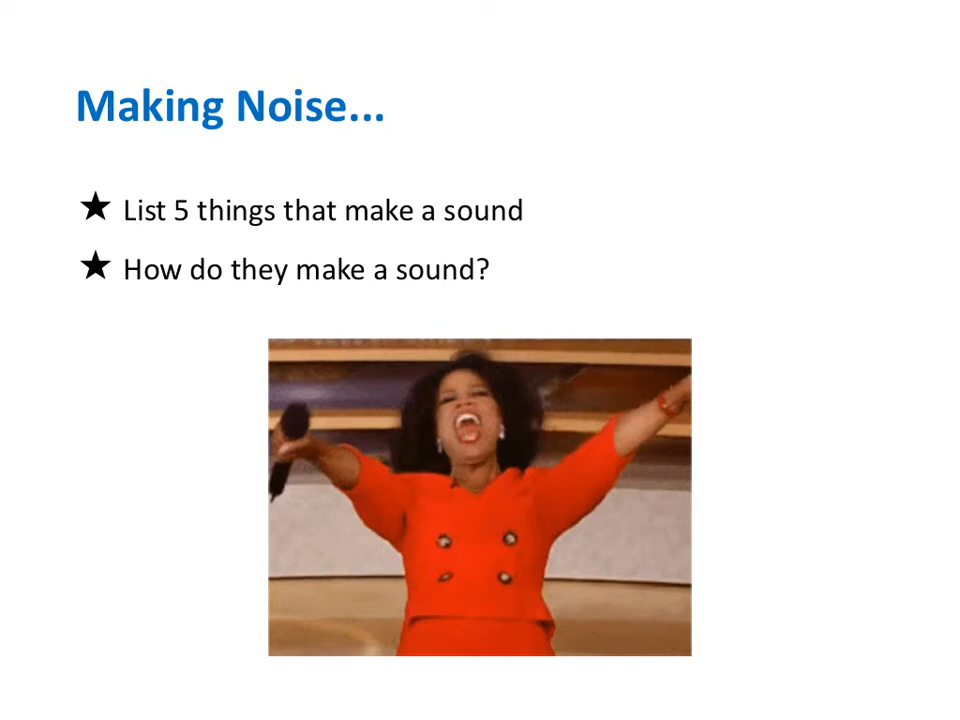 Making Noise...
★ List 5 things that make a sound
★ How do they make a sound?